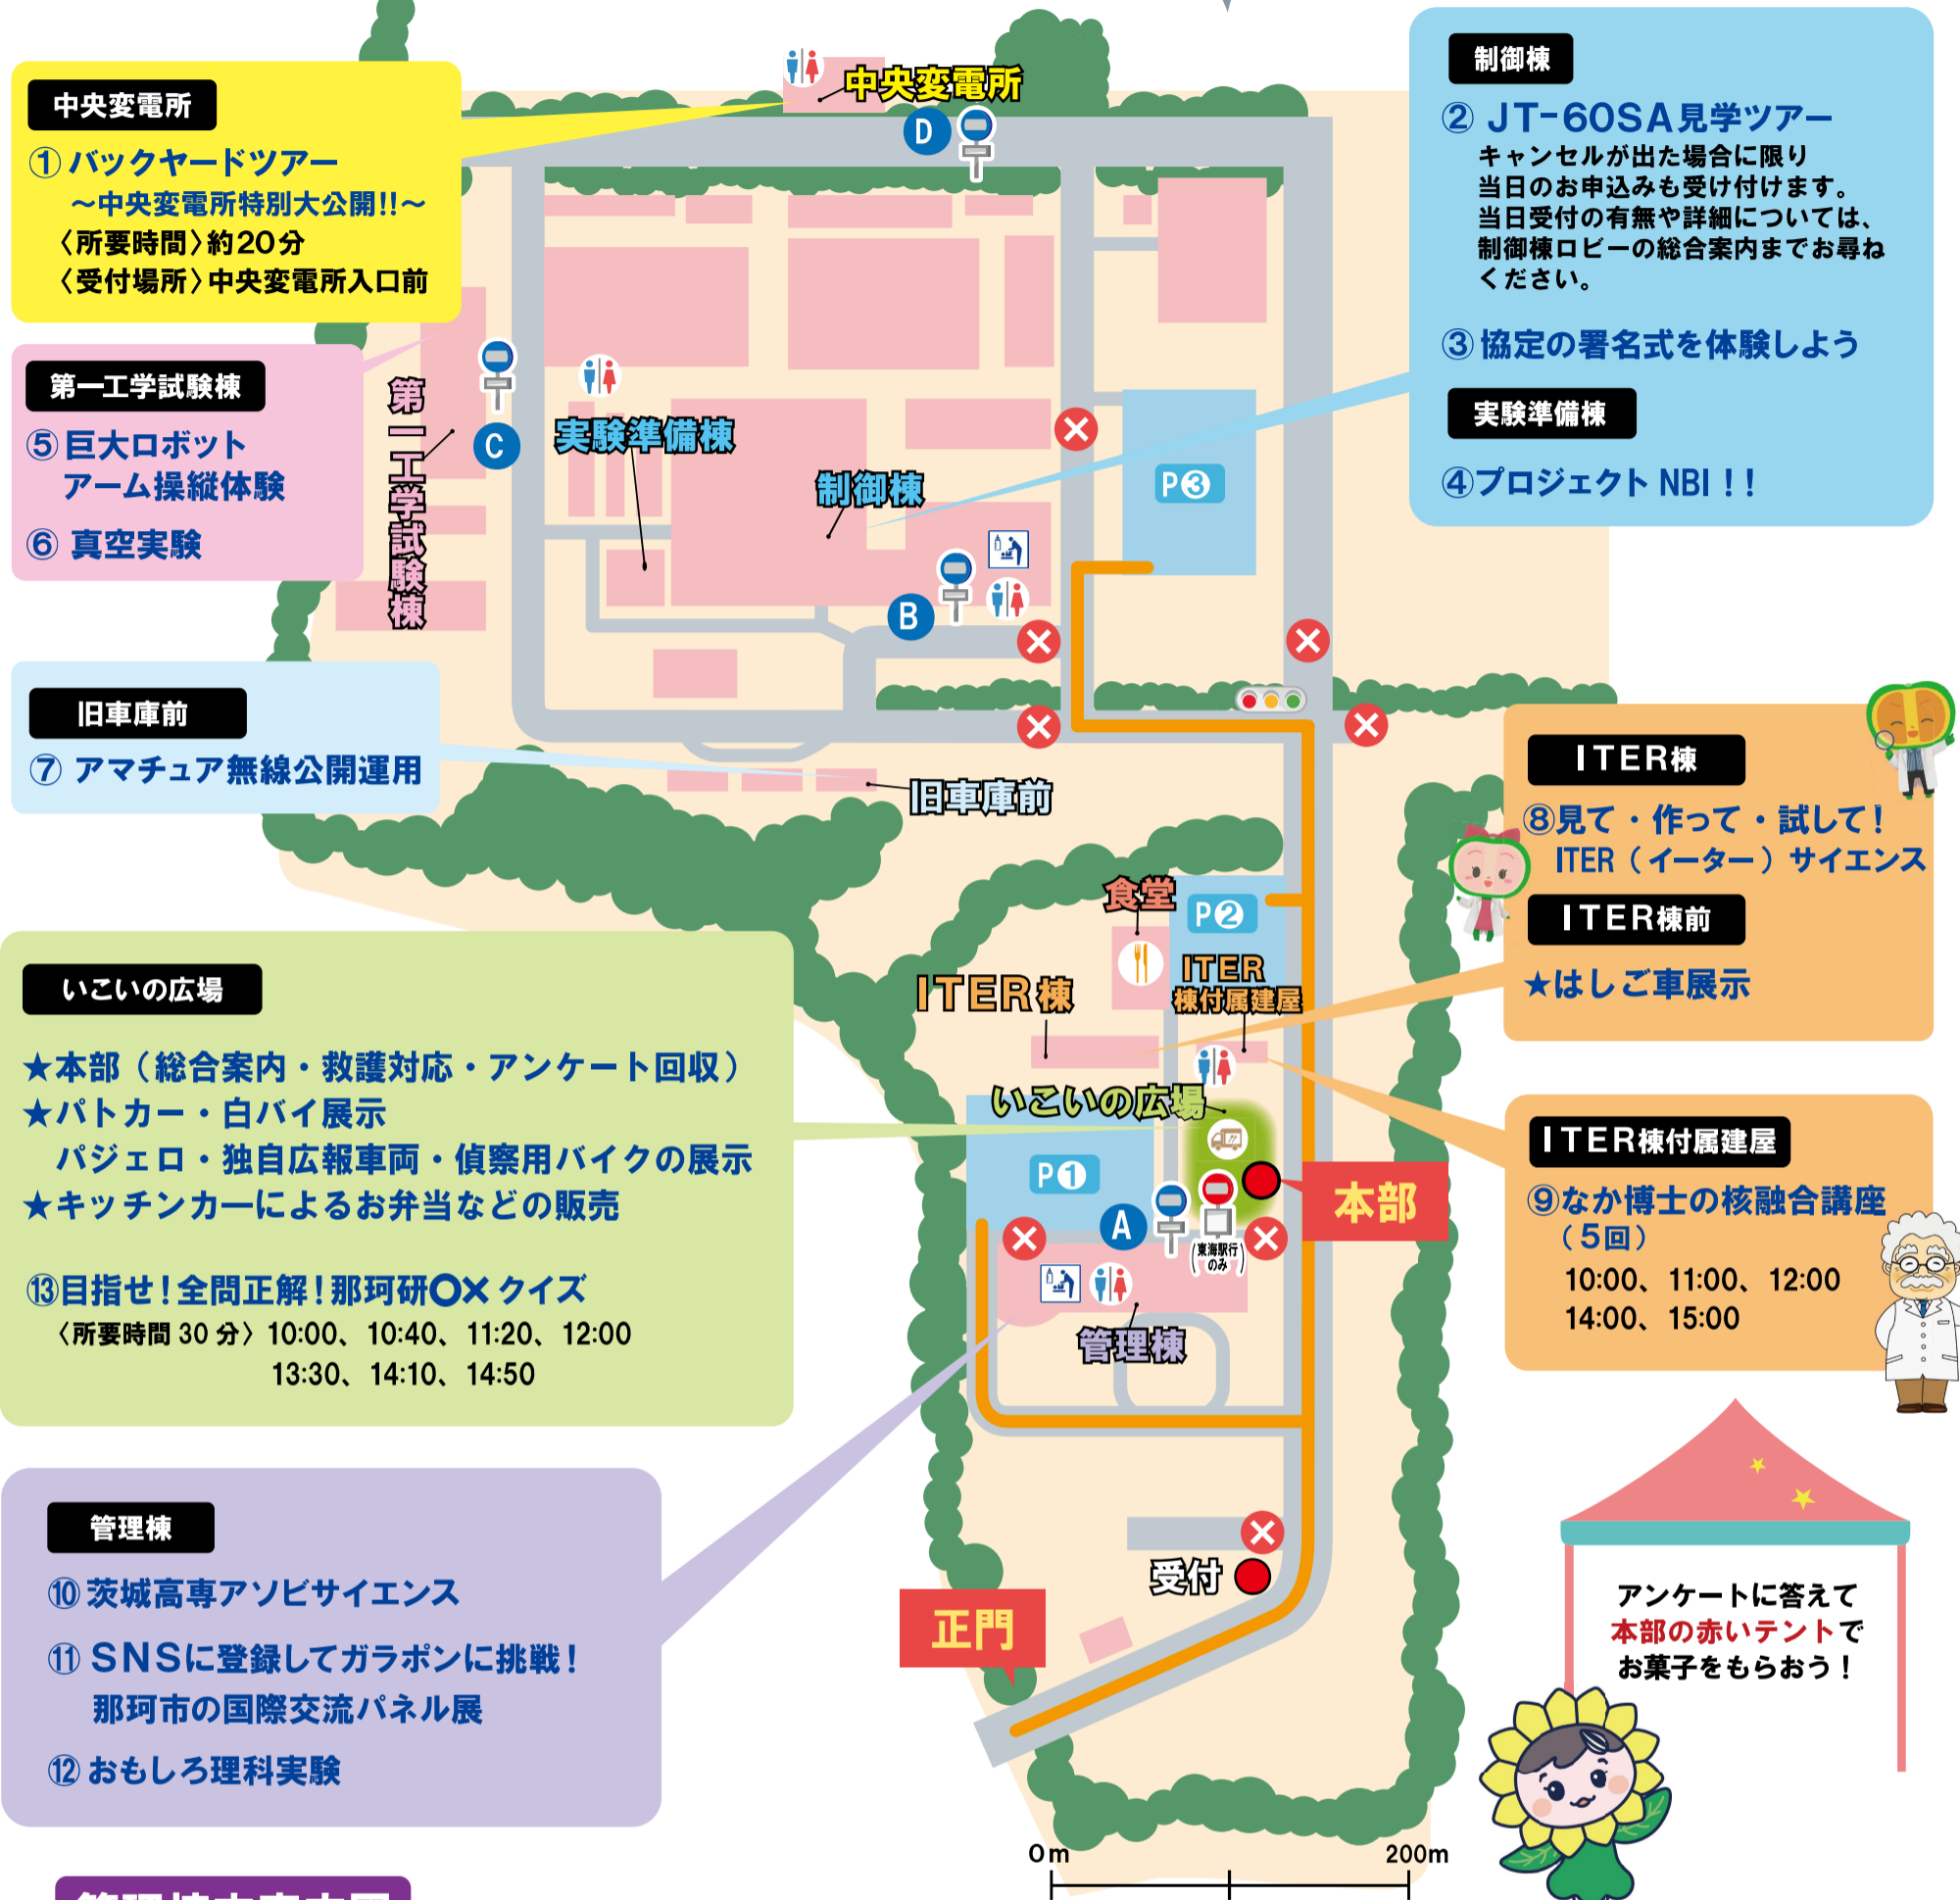 中央変電所
①バックヤードツアー
～中央変電所特別大公開!!～
〈所要時間〉約20分
〈受付場所〉中央変電所入口前
第一工学試験棟
⑤巨大ロボット
アーム操縦体験
⑥ 真空実験
旧車庫前
⑦ アマチュア無線公開運用
いこいの広場
★本部（総合案内・救護対応・アンケート回収）
★パトカー・白バイ展示
パジェロ・独自広報車両・偵察用バイクの展示
★キッチンカーによるお弁当などの販売
⑬目指せ！全問正解！那珂研〇✕クイズ
〈所要時間 30 分〉10:00、10:40、11:20、12:00
13:30、14:10、14:50
管理棟
⑩茨城高専アソビサイエンス
⑪ SNSに登録してガラポンに挑戦！
那珂市の国際交流パネル展
⑫おもしろ理科実験
制御棟
② JT-60SA見学ツアー
キャンセルが出た場合に限り
当日のお申込みも受け付けます。
当日受付の有無や詳細については、
制御棟ロビーの総合案内までお尋ね
ください。
③協定の署名式を体験しよう
実験準備棟
④プロジェクト NBI！！
ITER棟
⑧見て・作って・試して！
ITER（イーター）サイエンス
ITER棟前
★はしご車展示
ITER棟付属建屋
⑨なか博士の核融合講座
（5回）
10:00、11:00、12:00
14:00、15:00
アンケートに答えて
本部の赤いテントで
お菓子をもらおう！
中央変電所
D
第一工学試験棟
C
実験準備棟
制御棟
P❸
B
旧車庫前
食堂
P❷
ITER棟
ITER
棟付属建屋
いこいの広場
P❶
A
(東海駅行
のみ)
本部
管理棟
受付
正門
0m
200m